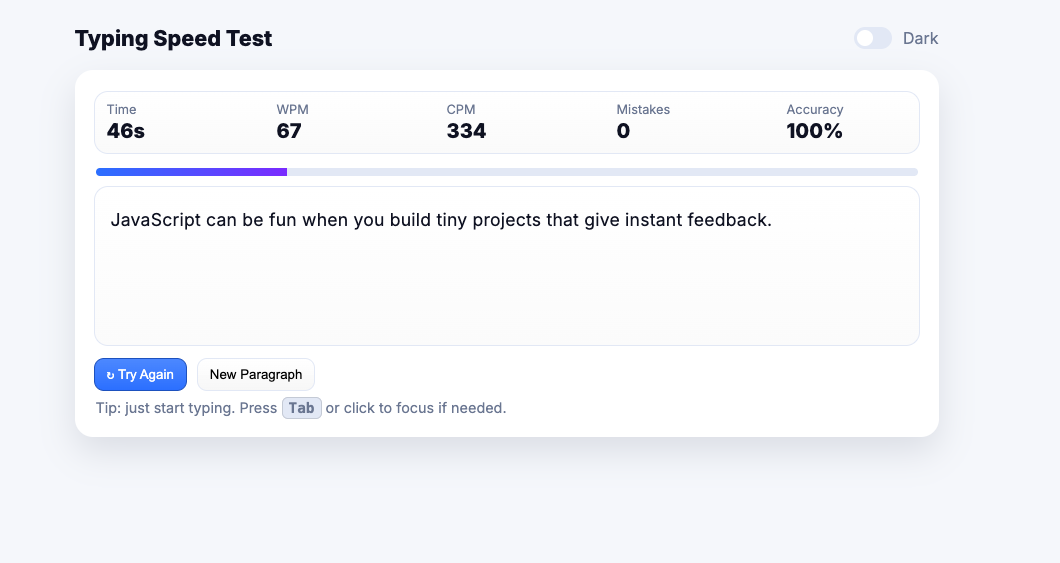 Typing Speed Test
Dark
Time WPM CPM Mistakes Accuracy
46s 67 334 0 100%
JavaScript can be fun when you build tiny projects that give instant feedback.
↻ Try Again New Paragraph
Tip: just start typing. Press Tab or click to focus if needed.